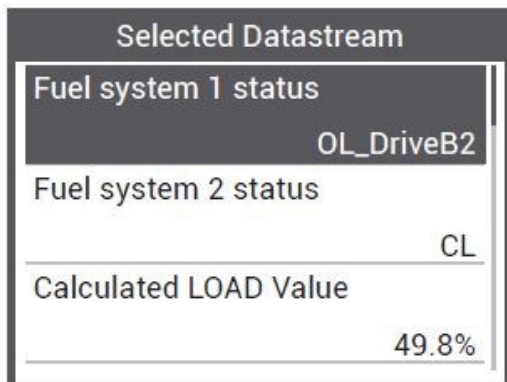 Selected Datastream
Fuel system 1 status
OL_DriveB2
Fuel system 2 status
CL
Calculated LOAD Value
49.8%